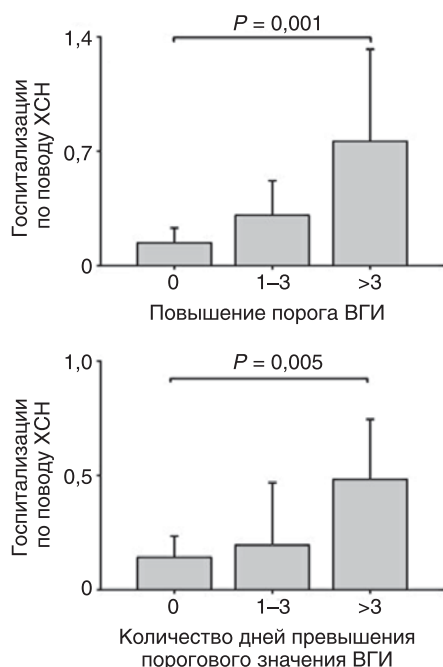 P = 0,001
1,4
0,7
0
Госпитализации
по поводу ХСН
0 1–3 >3
Повышение порога ВГИ
P = 0,005
1,0
0,5
0
Госпитализации
по поводу ХСН
0 1–3 >3
Количество дней превышения
порогового значения ВГИ